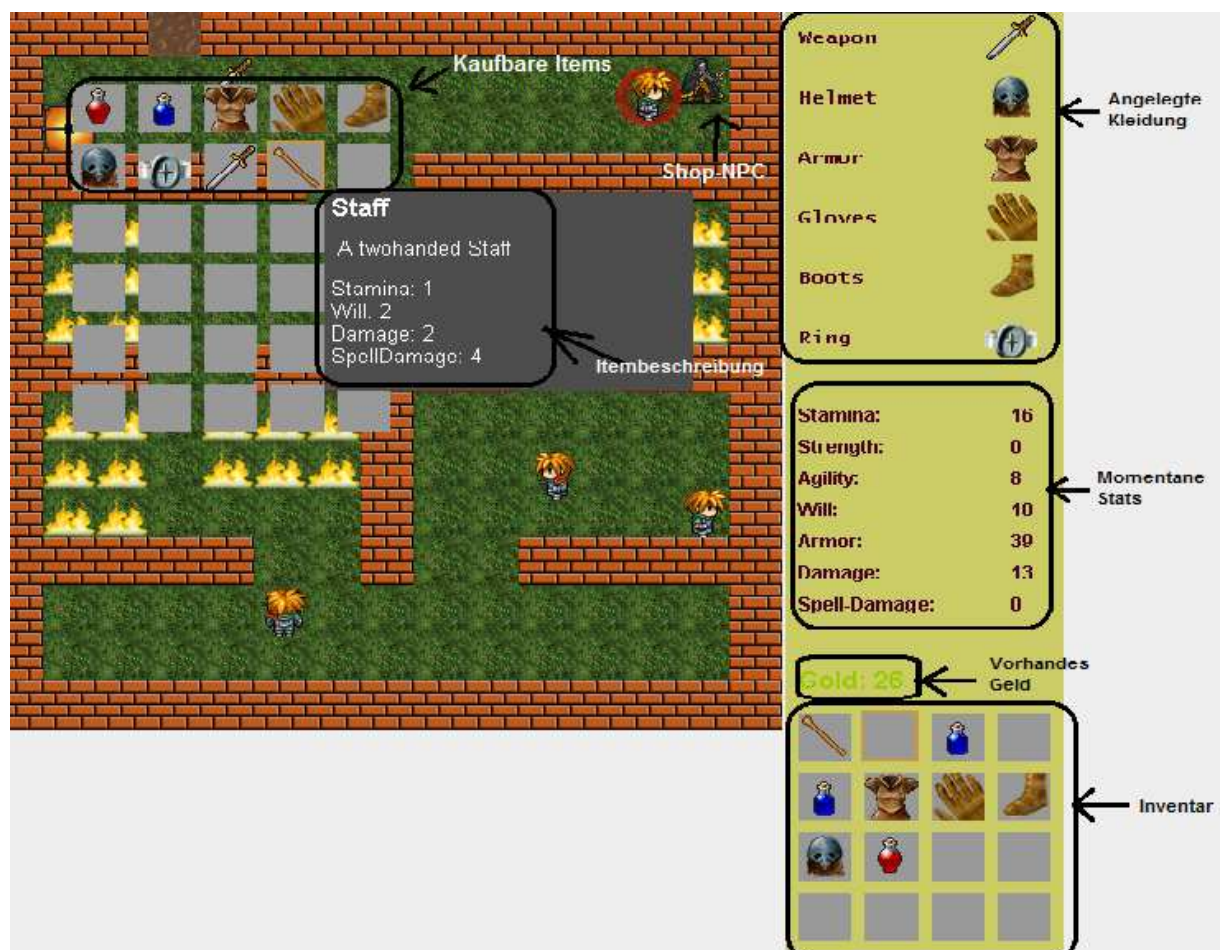 Kaufbare Items
Shop-NPC
Staff
A twohanded Staff
Stamina: 1
Will. 2
Damage: 2
SpellDamage: 4
Itembeschreibung
Weapon
Helmet
Armor
Gloves
Boots
Ring
Angelegte
Kleidung
Stamina: 16
Strength: 0
Agility: 8
Will: 10
Armor: 39
Damage: 13
Spell-Damage: 0
Momentane
Stats
Gold: 26
Vorhandes
Geld
Inventar